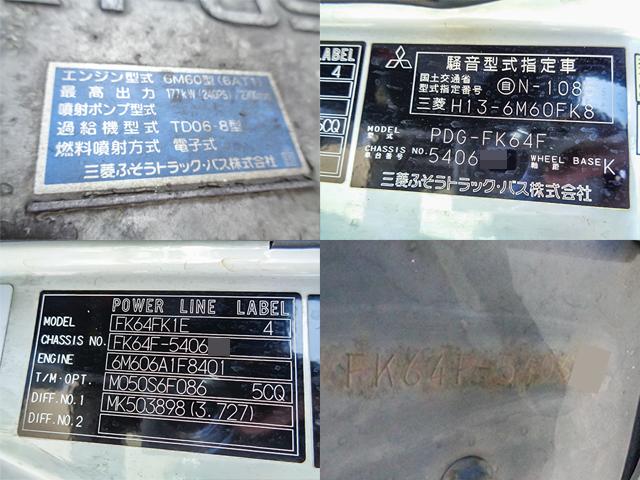 エンジン型式 6M60型(6AT1)
最高出力 177kW(240PS)/2700rpm
噴射ポンプ型式
過給機型式 TD06-8型
燃料噴射方式 電子式
三菱ふそうトラック・バス株式会社
LABEL
4
5CQ
騒音型式指定車
国土交通省
型式指定番号 自N-108
三菱 H13-6M60FK8
MODEL
型式 PDG-FK64F
CHASSIS NO.
車台番号 5406
WHEEL BASE
軸距 K
三菱ふそうトラック・バス株式会社
POWER LINE LABEL
MODEL FK64FK1E 4
CHASSIS NO. FK64F-5406
ENGINE 6M606A1F8401
T/M·OPT. M050S6F086 5CQ
DIFF.NO.1 MK503898(3.727)
DIFF.NO.2
FK64F-